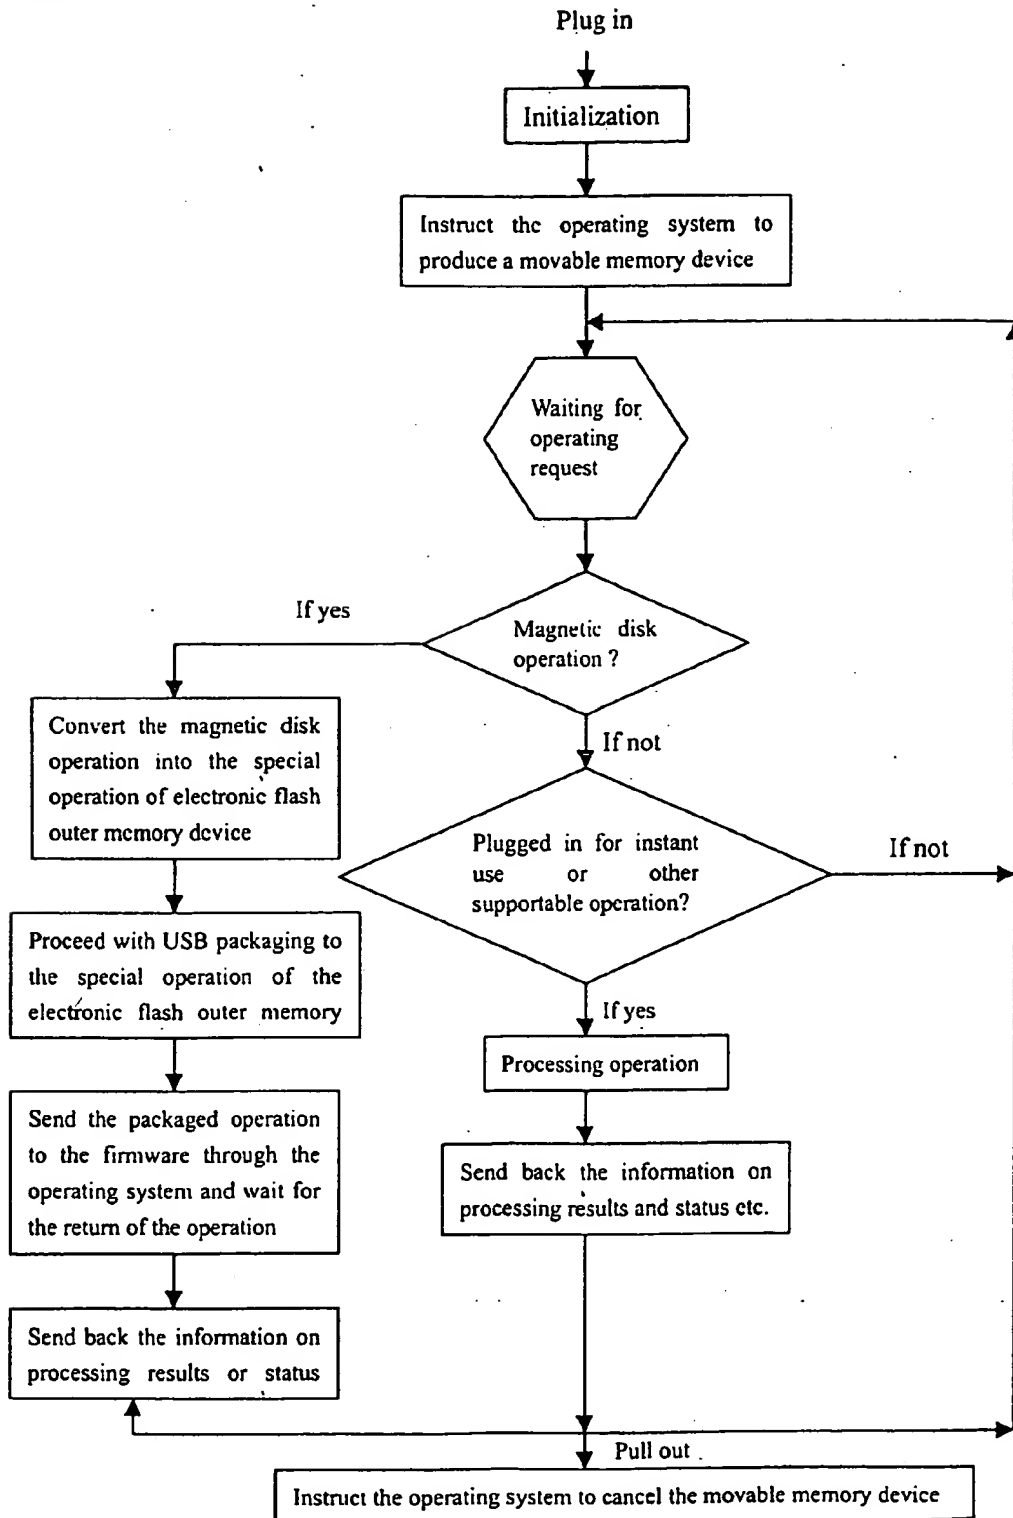 Plug in
Initialization
Instruct the operating system to
produce a movable memory device
Waiting for
operating
request
If yes
Magnetic disk
operation ?
Convert the magnetic disk
operation into the special
operation of electronic flash
outer memory device
If not
Plugged in for instant
use or other
supportable operation?
If not
Proceed with USB packaging to
the special operation of the
electronic flash outer memory
If yes
Processing operation
Send the packaged operation
to the firmware through the
operating system and wait for
the return of the operation
Send back the information on
processing results and status etc.
Send back the information on
processing results or status
Pull out
Instruct the operating system to cancel the movable memory device